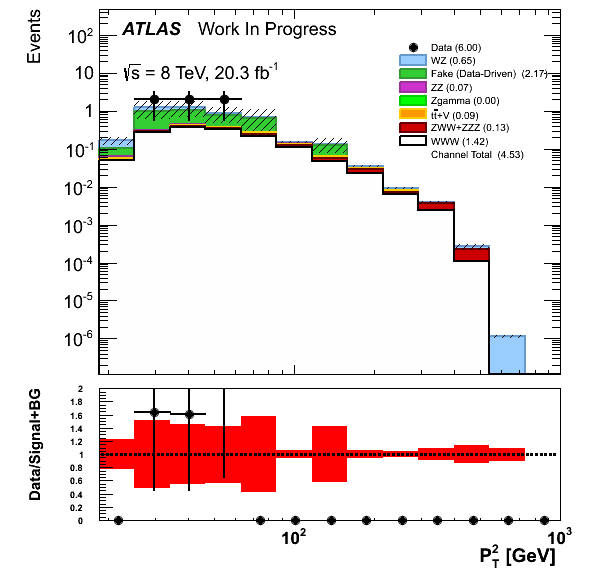 Events
10²
10
1
10⁻¹
10⁻²
10⁻³
10⁻⁴
10⁻⁵
10⁻⁶
ATLAS Work In Progress
√s = 8 TeV, 20.3 fb⁻¹
Data (6.00)
WZ (0.65)
Fake (Data-Driven) (2.17)
ZZ (0.07)
Zgamma (0.00)
tt̄+V (0.09)
ZWW+ZZZ (0.13)
WWW (1.42)
Channel Total (4.53)
Data/Signal+BG
2
1.8
1.6
1.4
1.2
1
0.8
0.6
0.4
0.2
0
10²
10³
P_T² [GeV]